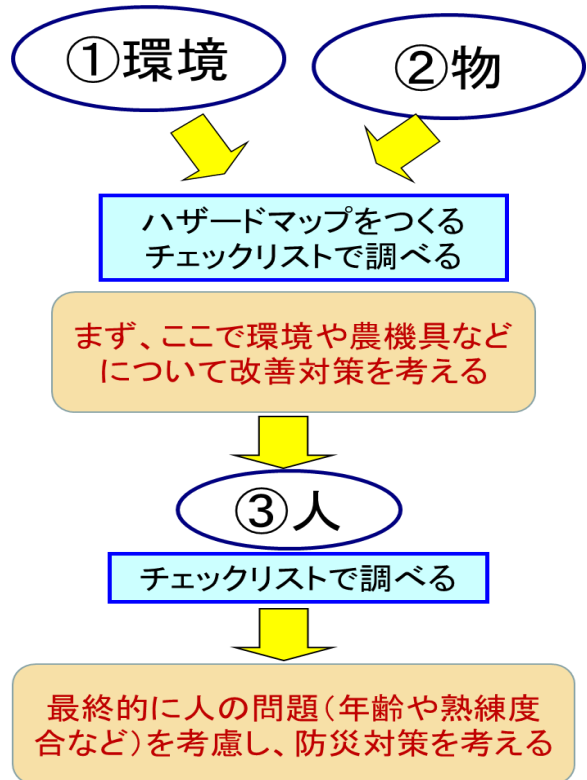 ①環境
②物
ハザードマップをつくる
チェックリストで調べる
まず、ここで環境や農機具など
について改善対策を考える
③人
チェックリストで調べる
最終的に人の問題(年齢や熟練度
合など)を考慮し、防災対策を考える